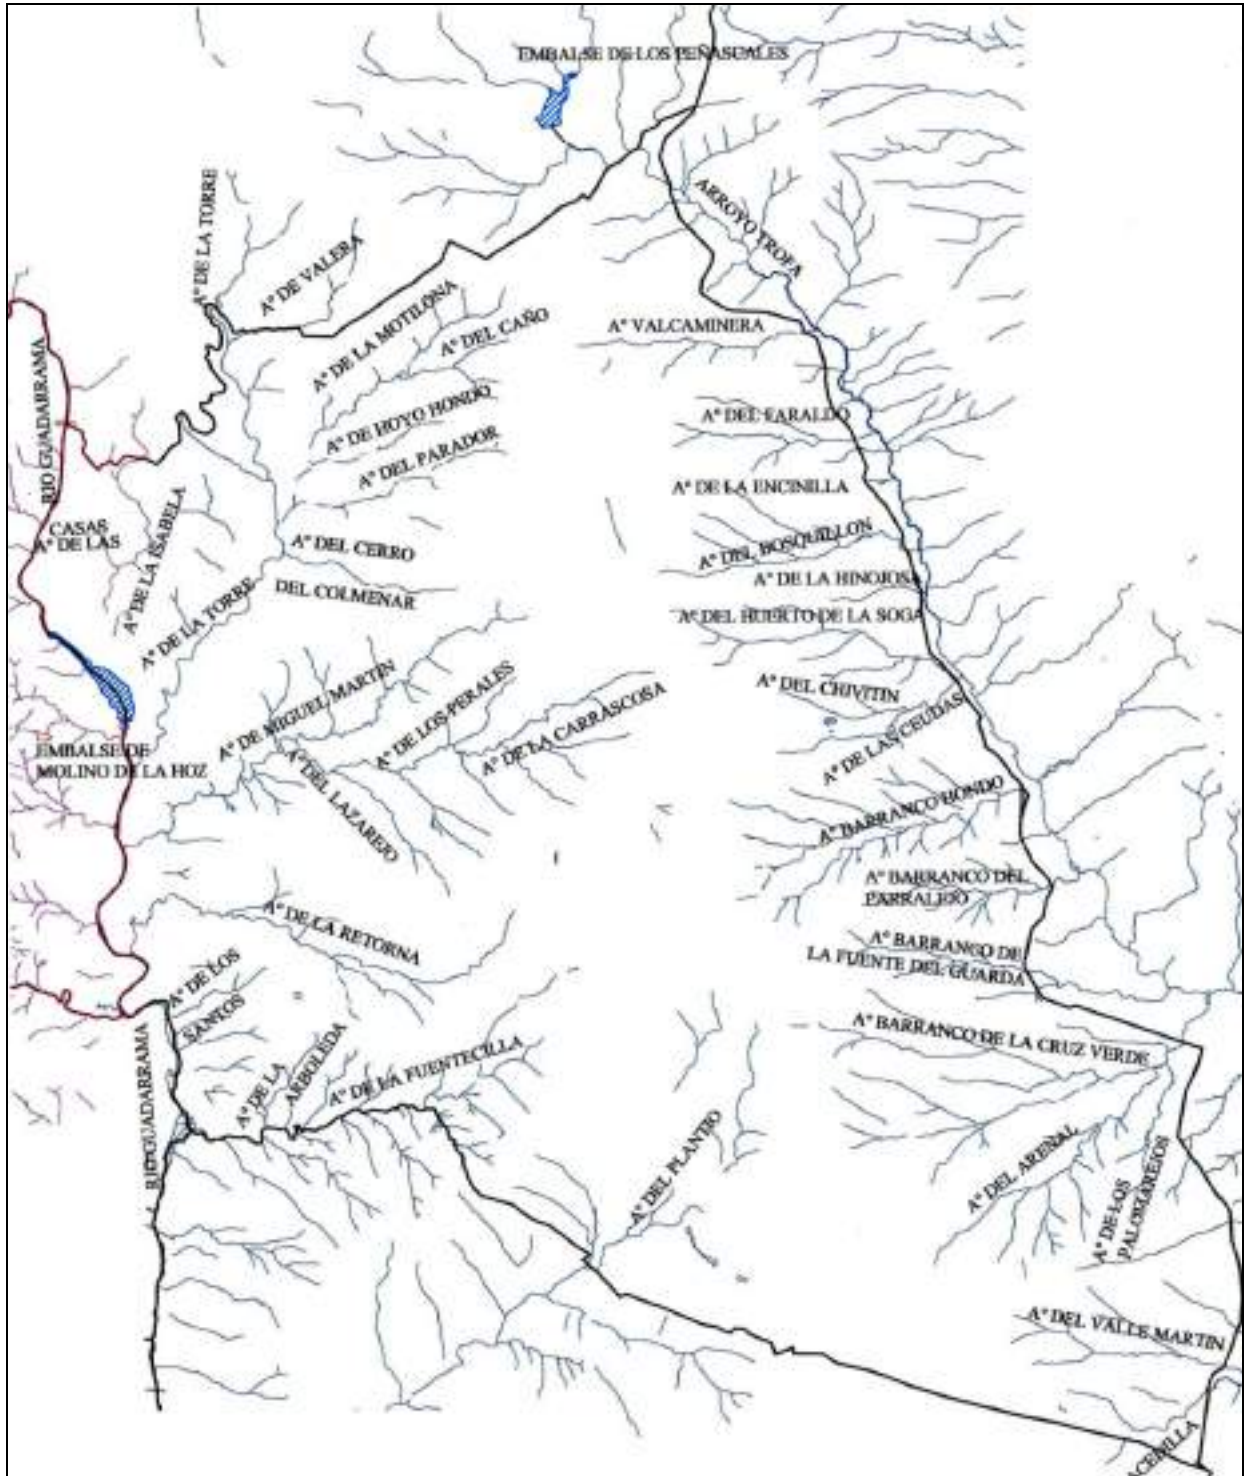 EMBALSE DE LOS PEÑASCALES
Aº DE LA TORRE
Aº DE VALERA
ARROYO TROFA
Aº DE LA MOTILONA
Aº DEL CAÑO
Aº VALCAMINERA
RIO GUADARRAMA
Aº DE HOYO HONDO
Aº DEL PARADOR
Aº DEL
Aº DE LA ENCINILLA
CASAS
Aº DE LAS
Aº DE LA ISABELA
Aº DEL CERRO
DEL COLMENAR
Aº DEL BOSQUILLON
Aº DE LA HINOJOSA
Aº DE LA TORRE
Aº DEL HUERTO DE LA SOGA
Aº DE MIGUEL MARTIN
Aº DE LOS PERALES
Aº DE LA CARRASCOSA
Aº DEL CHIVITIN
Aº DE LAS CEUDAS
EMBALSE DE
MOLINO DE LA HOZ
Aº DEL LAZAREJO
Aº BARRANCO HONDO
Aº BARRANCO DEL
Aº DE LA RETORNA
Aº BARRANCO DE
LA FUENTE DEL GUARDA
Aº DE LOS
SANTOS
Aº BARRANCO DE LA CRUZ VERDE
RIO GUADARRAMA
Aº DE LA
ARBOLEDA
Aº DE LA FUENTECILLA
Aº DEL PLANTIO
Aº DEL ARENAL
Aº DE LOS
PALOMAREJOS
Aº DEL VALLE MARTIN